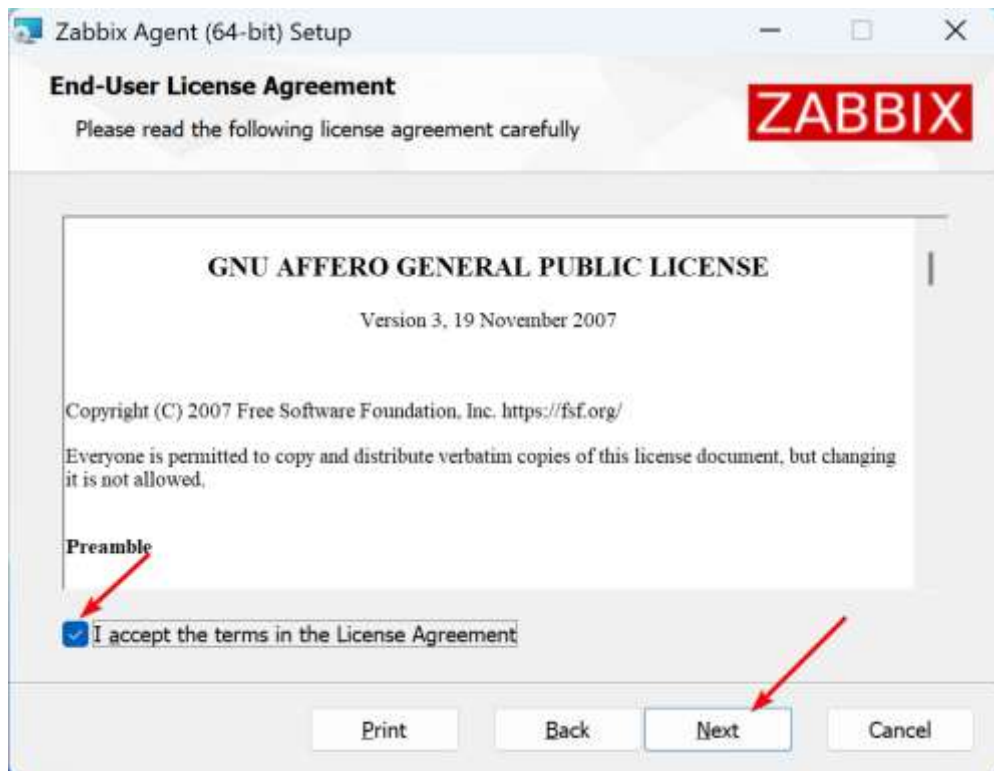 Zabbix Agent (64-bit) Setup
End-User License Agreement
Please read the following license agreement carefully
ZABBIX
GNU AFFERO GENERAL PUBLIC LICENSE
Version 3, 19 November 2007
Copyright (C) 2007 Free Software Foundation, Inc. https://fsf.org/
Everyone is permitted to copy and distribute verbatim copies of this license document, but changing
it is not allowed.
Preamble
I accept the terms in the License Agreement
Print
Back
Next
Cancel